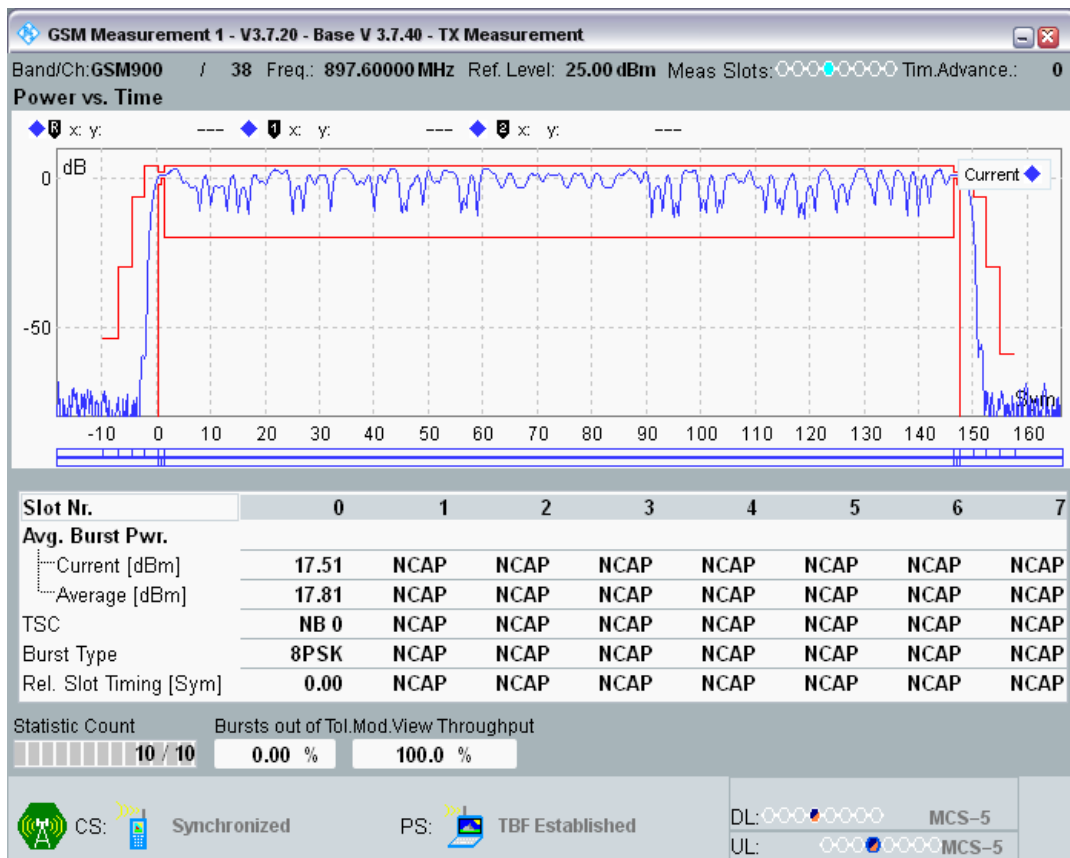 GSM Measurement 1 - V3.7.20 - Base V 3.7.40 - TX Measurement
Band/Ch:GSM900 / 38 Freq.: 897.60000 MHz Ref. Level: 25.00 dBm Meas Slots: Tim.Advance.: 0
Power vs. Time
R x: y: --- 1 x: y: --- 2 x: y: ---
dB
Current
0
-50
Sym
-10 0 10 20 30 40 50 60 70 80 90 100 110 120 130 140 150 160
Slot Nr. 0 1 2 3 4 5 6 7
Avg. Burst Pwr.
Current [dBm] 17.51 NCAP NCAP NCAP NCAP NCAP NCAP NCAP
Average [dBm] 17.81 NCAP NCAP NCAP NCAP NCAP NCAP NCAP
TSC NB 0 NCAP NCAP NCAP NCAP NCAP NCAP NCAP
Burst Type 8PSK NCAP NCAP NCAP NCAP NCAP NCAP NCAP
Rel. Slot Timing [Sym] 0.00 NCAP NCAP NCAP NCAP NCAP NCAP NCAP
Statistic Count Bursts out of Tol.Mod.View Throughput
10 / 10 0.00 % 100.0 %
CS: Synchronized PS: TBF Established
DL: MCS-5
UL: MCS-5